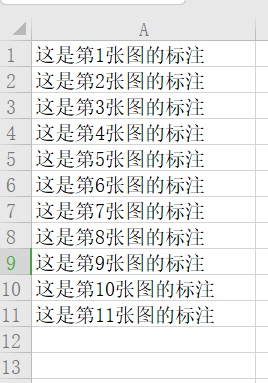 A
1 这是第1张图的标注
2 这是第2张图的标注
3 这是第3张图的标注
4 这是第4张图的标注
5 这是第5张图的标注
6 这是第6张图的标注
7 这是第7张图的标注
8 这是第8张图的标注
9 这是第9张图的标注
10 这是第10张图的标注
11 这是第11张图的标注
12
13